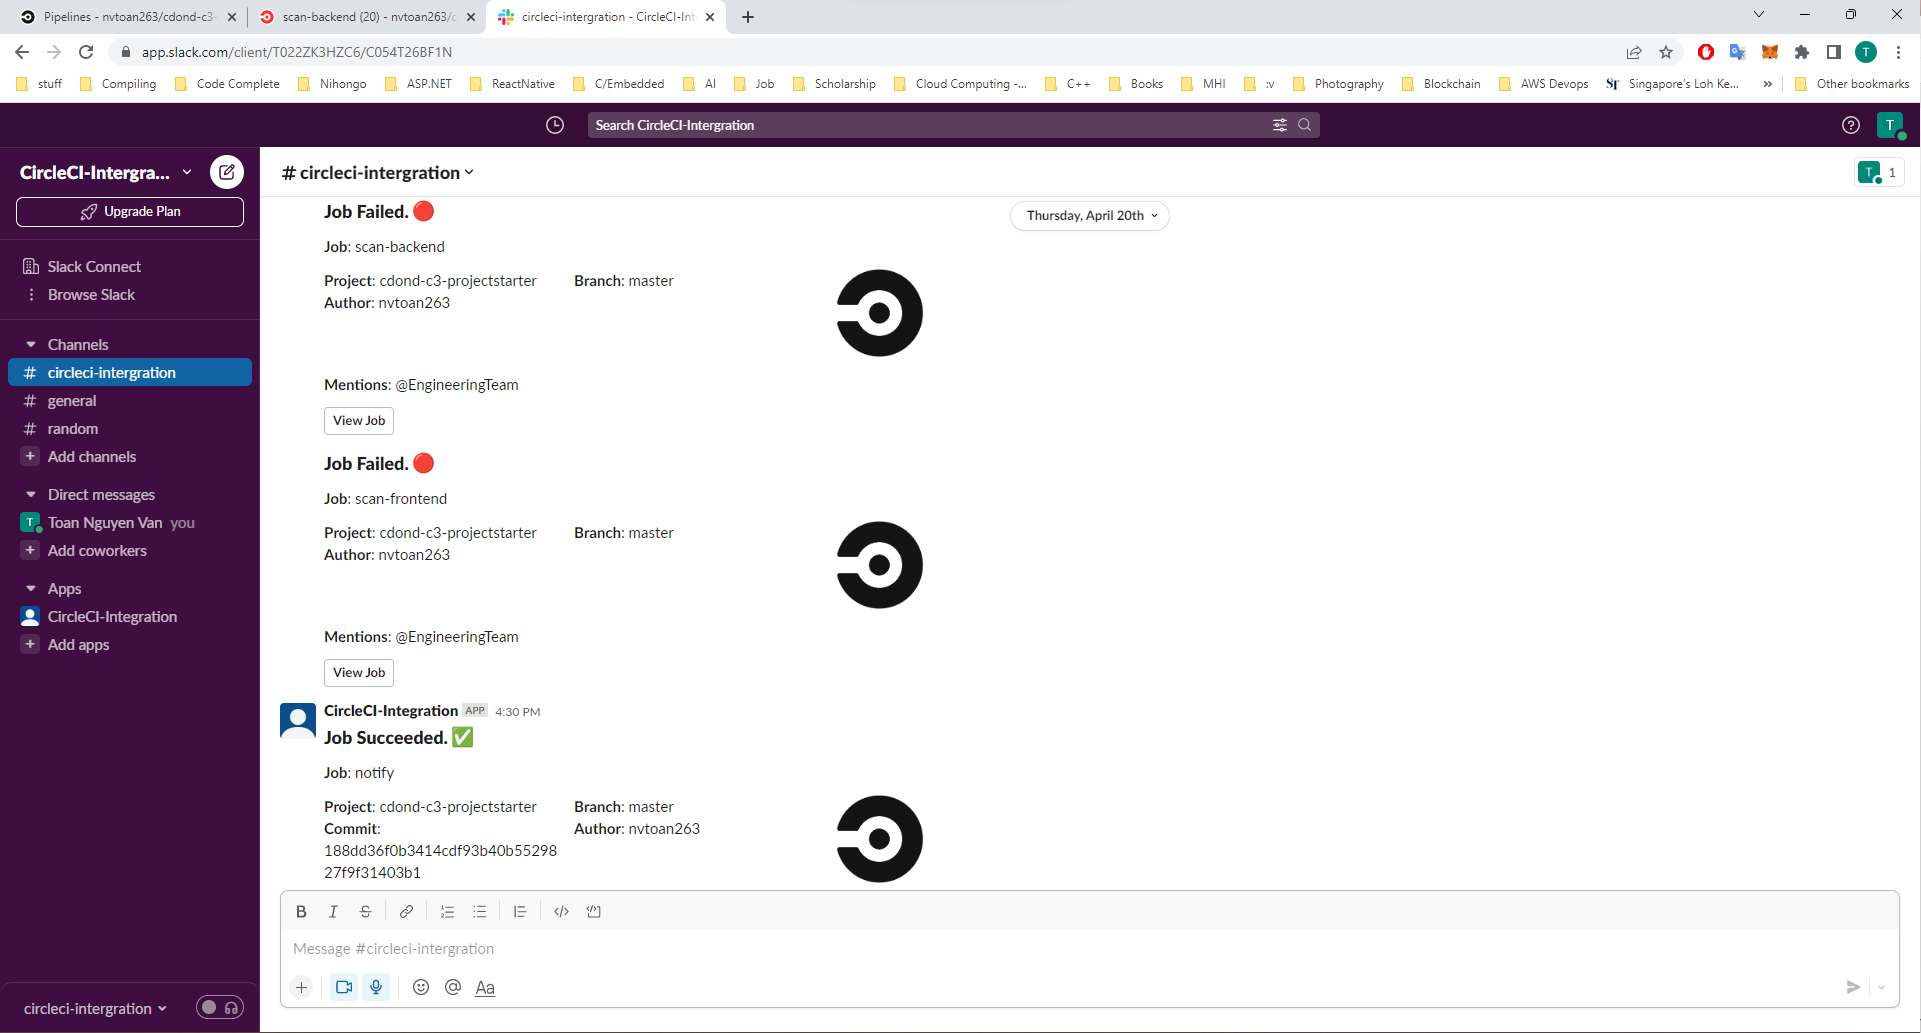 Pipelines - nvtoan263/cdond-c3-
scan-backend (20) - nvtoan263/c
circleci-intergration - CircleCI-Int
app.slack.com/client/T022ZK3HZC6/C054T26BF1N
T
stuff
Compiling
Code Complete
Nihongo
ASP.NET
ReactNative
C/Embedded
AI
Job
Scholarship
Cloud Computing -...
C++
Books
MHI
:v
Photography
Blockchain
AWS Devops
ST Singapore's Loh Ke...
»
Other bookmarks
Search CircleCI-Intergration
T
CircleCI-Intergra...
Upgrade Plan
Slack Connect
Browse Slack
Channels
# circleci-intergration
# general
# random
+ Add channels
Direct messages
T Toan Nguyen Van you
+ Add coworkers
Apps
CircleCI-Integration
+ Add apps
circleci-intergration
# circleci-intergration
T 1
Thursday, April 20th
Job Failed. 🔴
Job: scan-backend
Project: cdond-c3-projectstarter Branch: master
Author: nvtoan263
Mentions: @EngineeringTeam
View Job
Job Failed. 🔴
Job: scan-frontend
Project: cdond-c3-projectstarter Branch: master
Author: nvtoan263
Mentions: @EngineeringTeam
View Job
CircleCI-Integration APP 4:30 PM
Job Succeeded. ✅
Job: notify
Project: cdond-c3-projectstarter Branch: master
Commit: Author: nvtoan263
188dd36f0b3414cdf93b40b55298
27f9f31403b1
B I S
Message #circleci-intergration
+ @ Aa